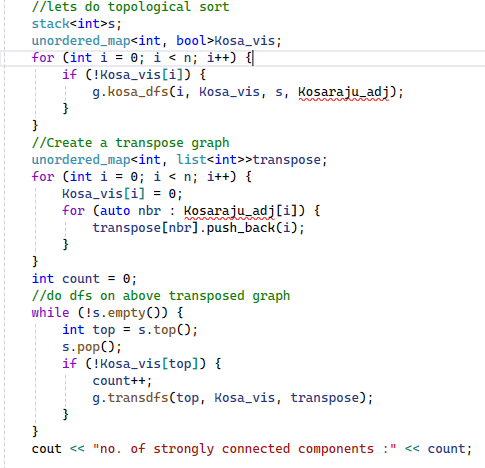 //lets do topological sort
stack<int>s;
unordered_map<int, bool>Kosa_vis;
for (int i = 0; i < n; i++) {
if (!Kosa_vis[i]) {
g.kosa_dfs(i, Kosa_vis, s, Kosaraju_adj);
}
}
//Create a transpose graph
unordered_map<int, list<int>>transpose;
for (int i = 0; i < n; i++) {
Kosa_vis[i] = 0;
for (auto nbr : Kosaraju_adj[i]) {
transpose[nbr].push_back(i);
}
}
int count = 0;
//do dfs on above transposed graph
while (!s.empty()) {
int top = s.top();
s.pop();
if (!Kosa_vis[top]) {
count++;
g.transdfs(top, Kosa_vis, transpose);
}
}
cout << "no. of strongly connected components :" << count;